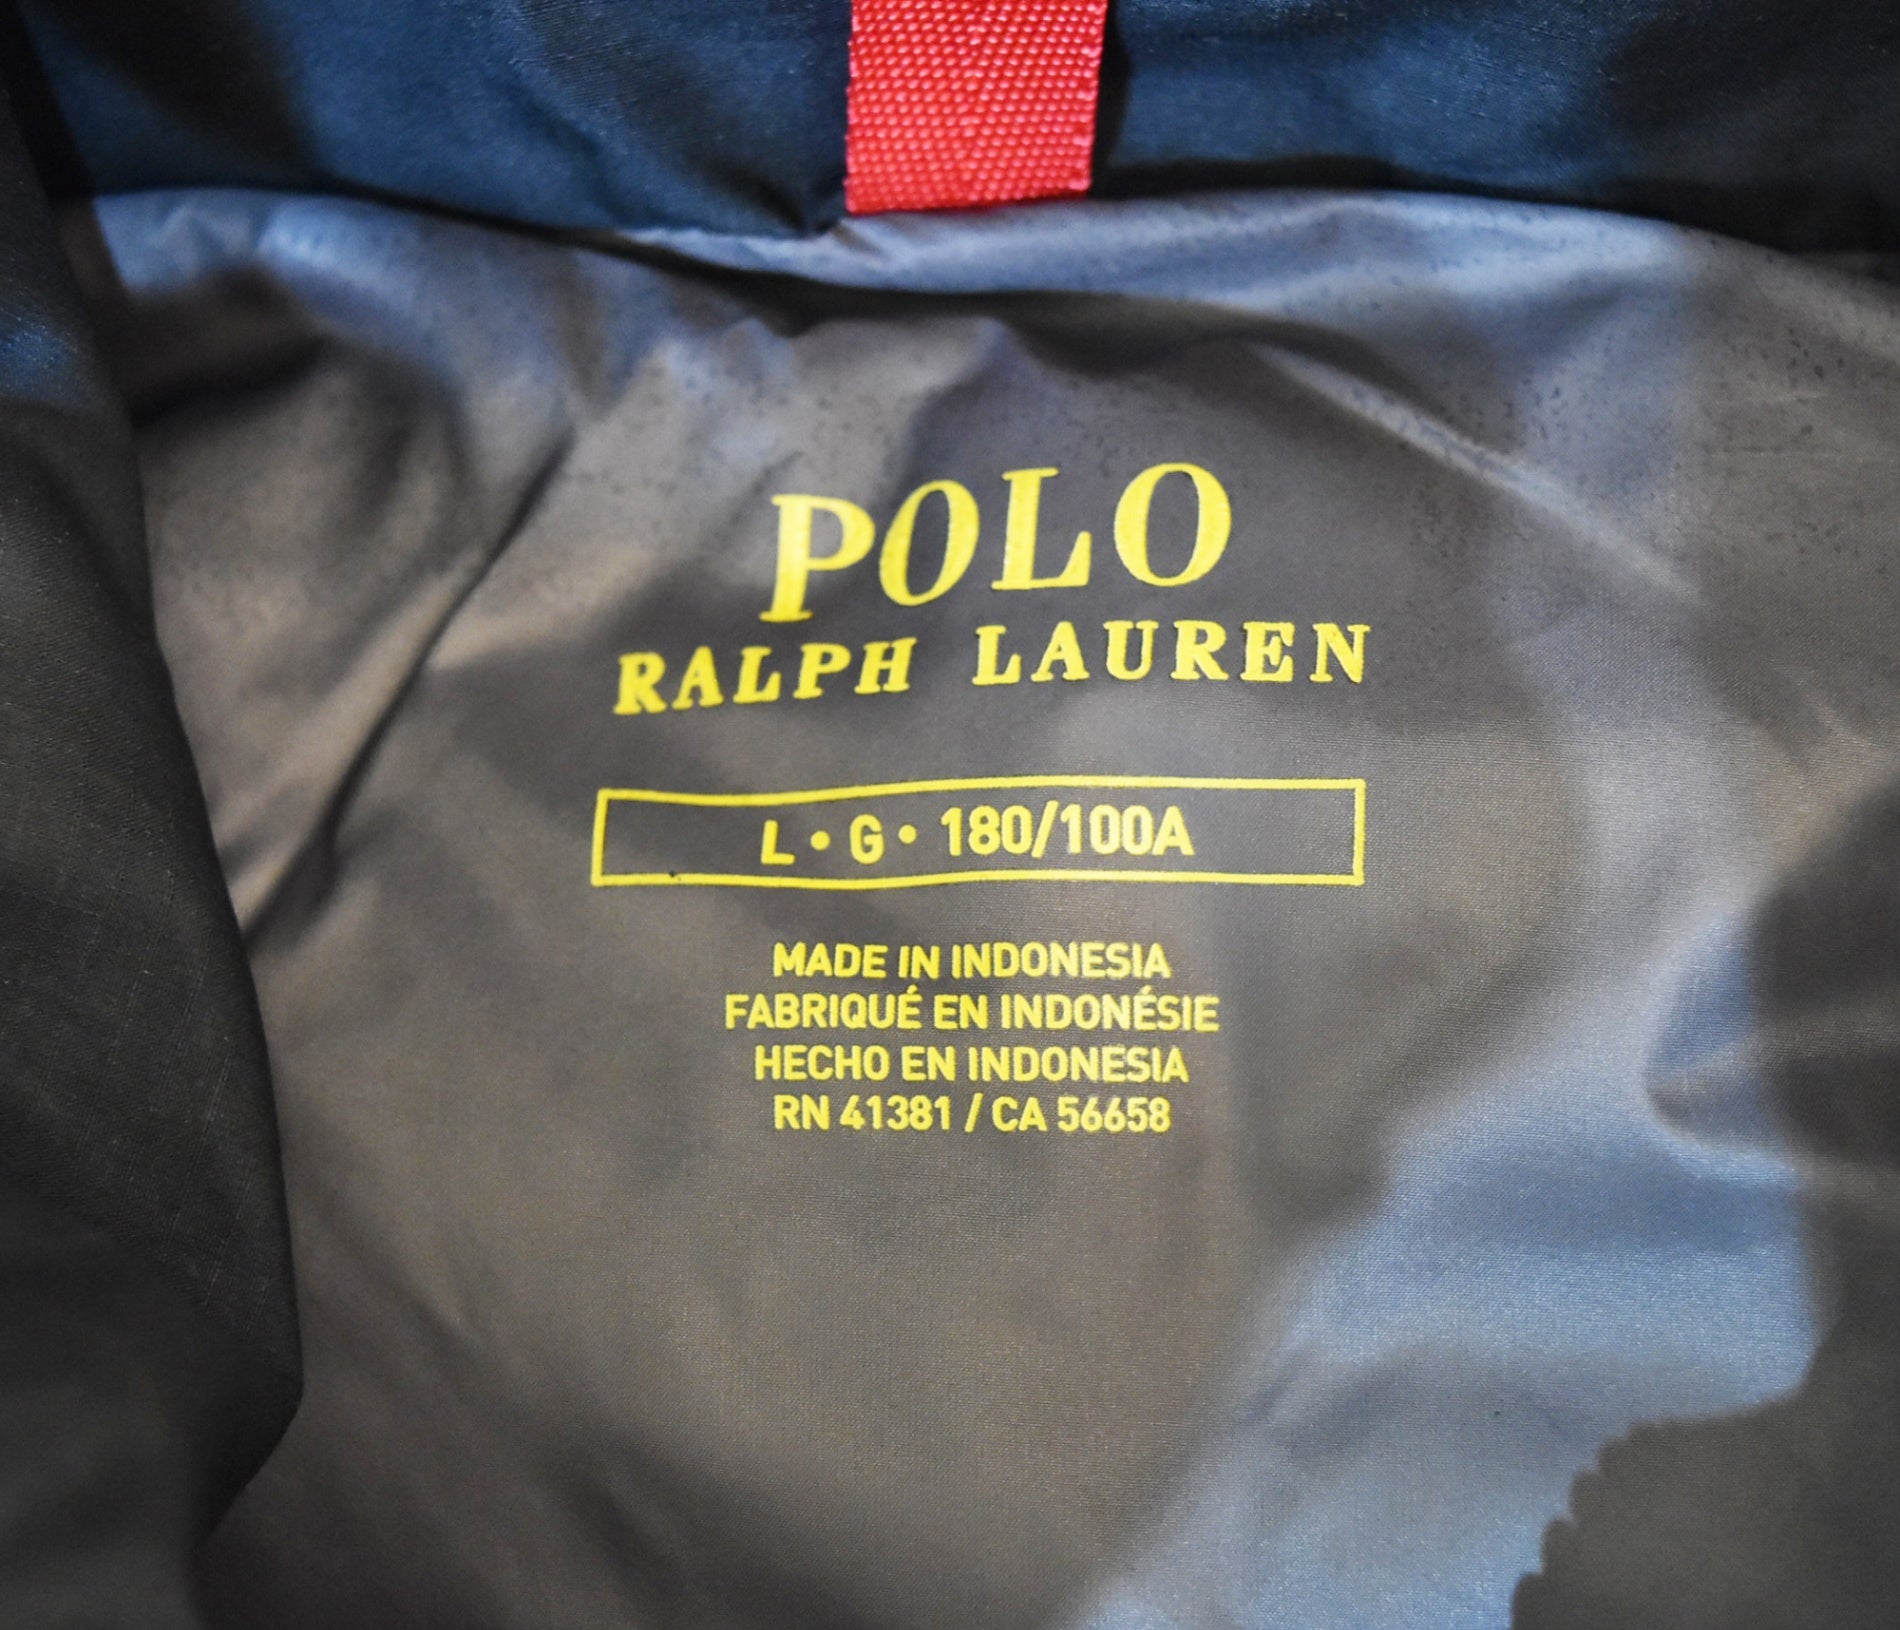 POLO
RALPH LAUREN
L • G • 180/100A
MADE IN INDONESIA
FABRIQUÉ EN INDONÉSIE
HECHO EN INDONESIA
RN 41381 / CA 56658